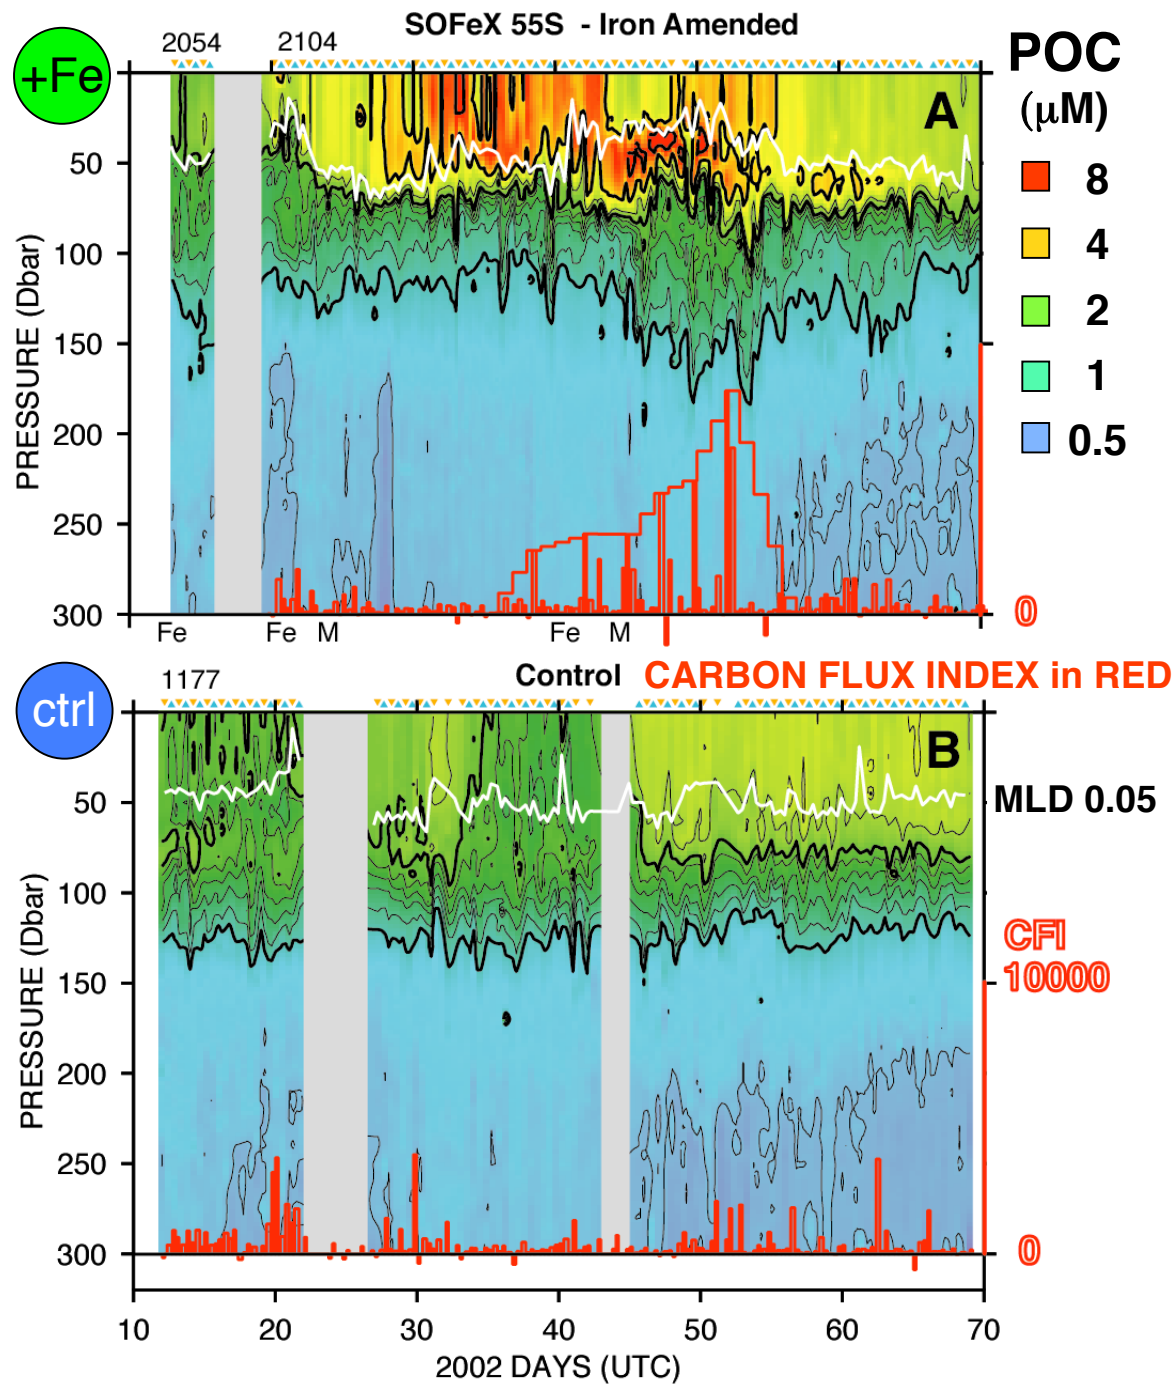 SOFeX 55S - Iron Amended
+Fe
2054
2104
POC
(μM)
A
8
4
2
1
0.5
PRESSURE (Dbar)
50
100
150
200
250
300
0
Fe
Fe
M
Fe
M
ctrl
1177
Control
CARBON FLUX INDEX in RED
B
MLD 0.05
PRESSURE (Dbar)
50
100
150
200
250
300
CFI
10000
0
10
20
30
40
50
60
70
2002 DAYS (UTC)